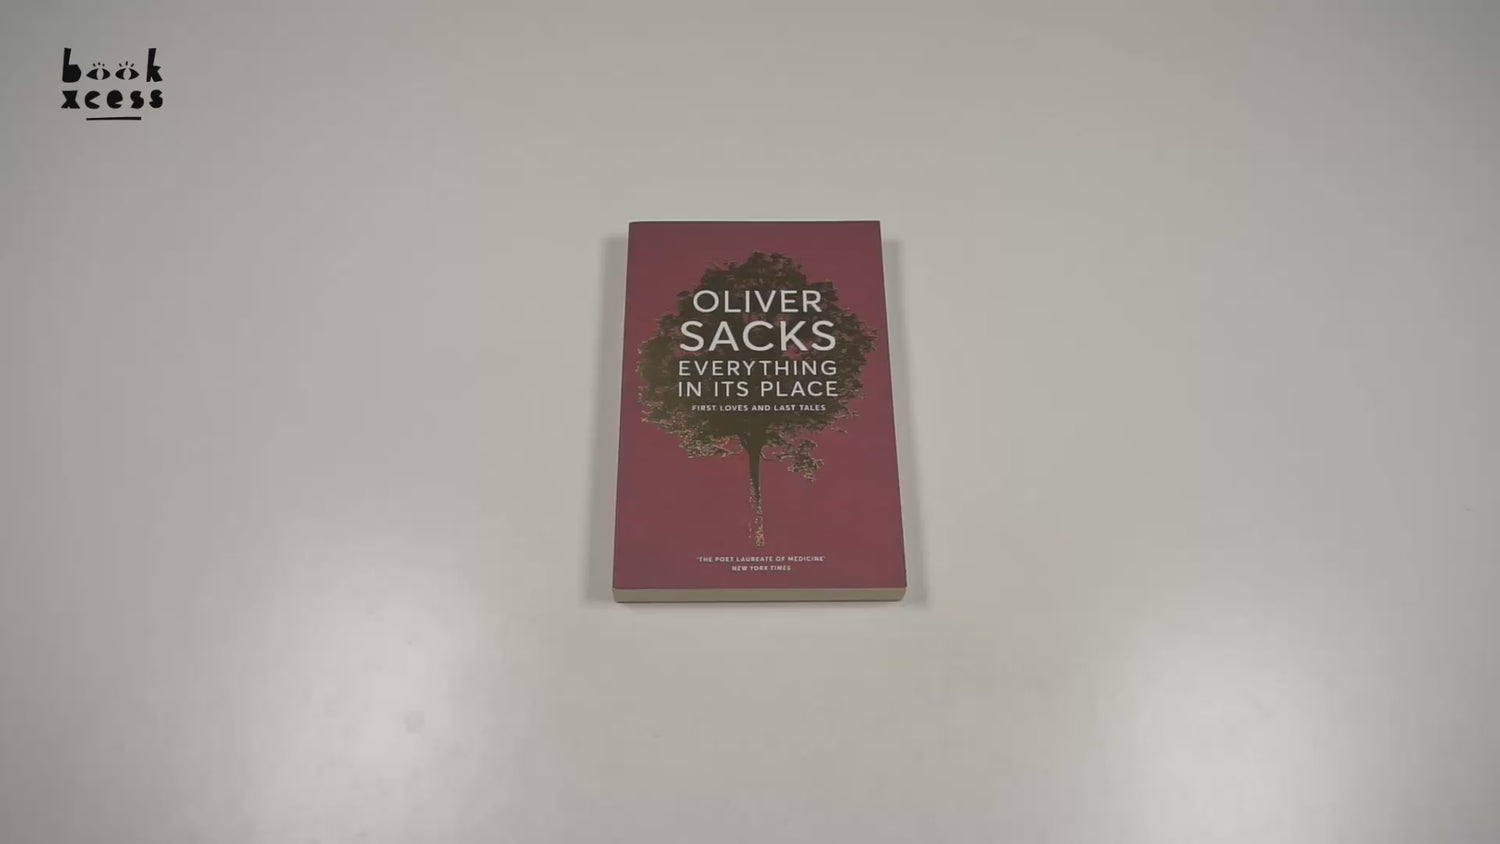 book
xcess
OLIVER
SACKS
EVERYTHING
IN ITS PLACE
FIRST LOVES AND LAST TALES
'THE POET LAUREATE OF MEDICINE'
NEW YORK TIMES